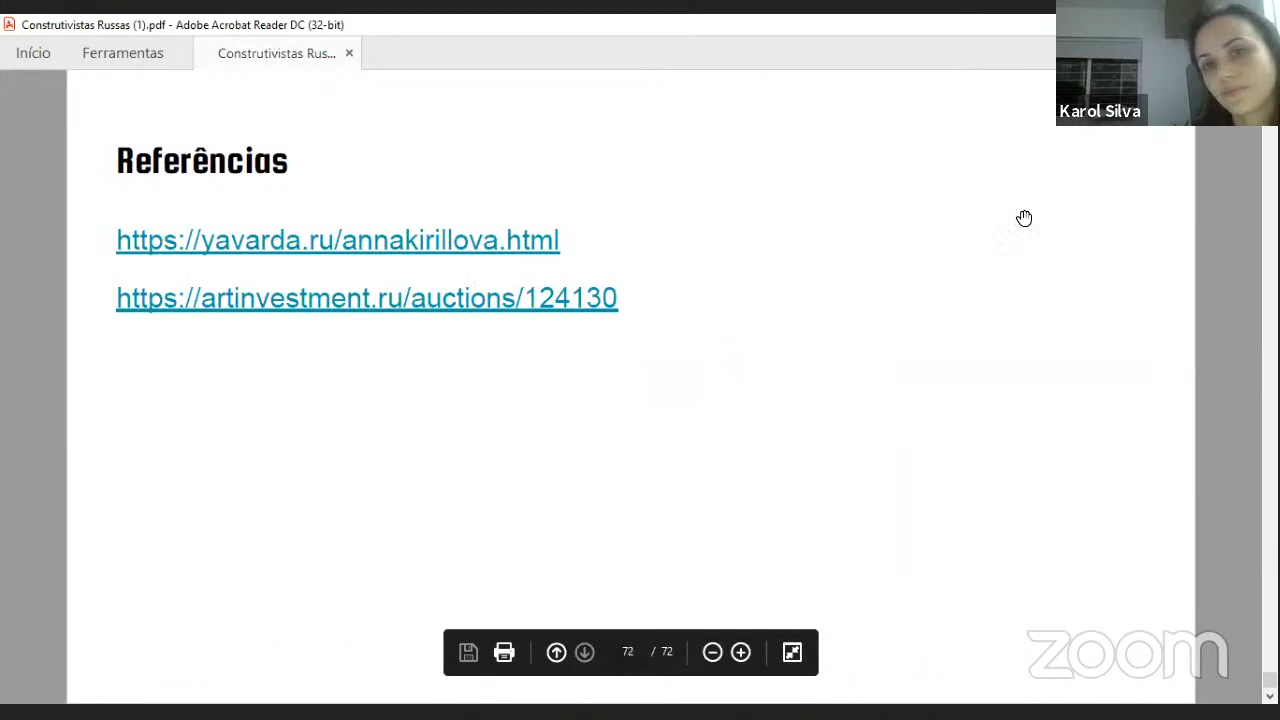 Construtivistas Russas (1).pdf - Adobe Acrobat Reader DC (32-bit)
Início Ferramentas Construtivistas Rus... ×
Karol Silva
Referências
https://yavarda.ru/annakirillova.html
https://artinvestment.ru/auctions/124130
72 / 72
zoom